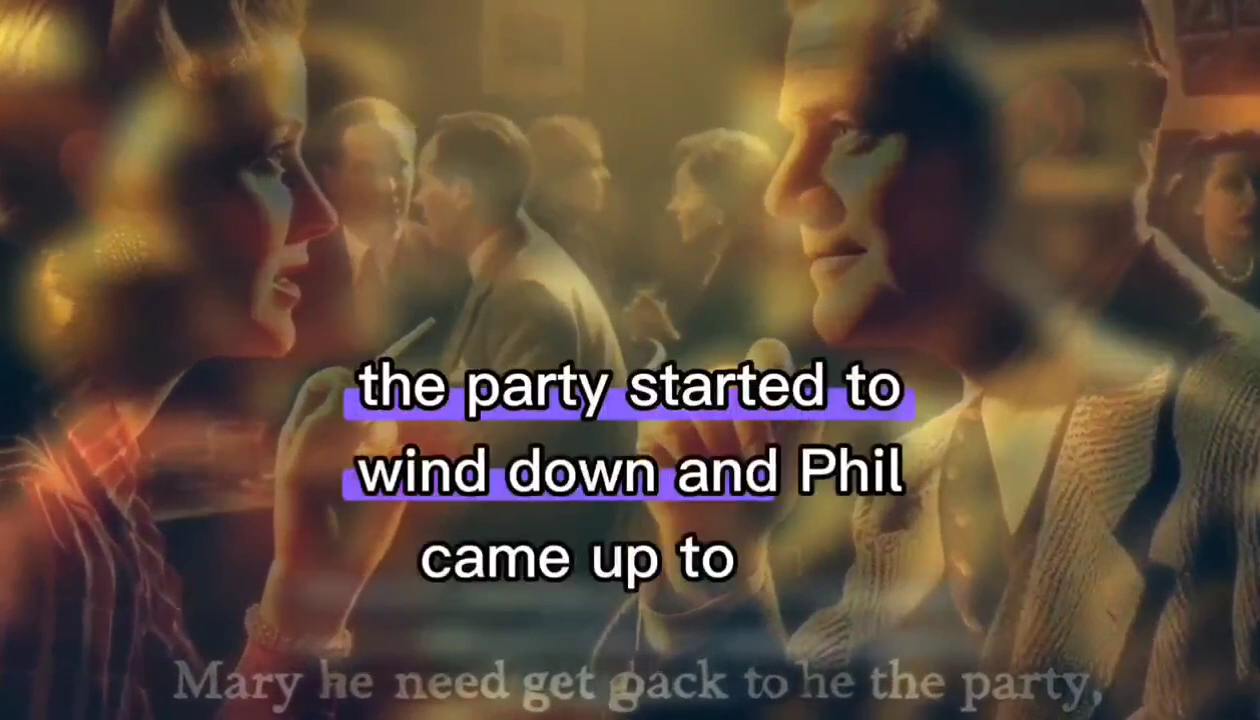 the party started to
wind down and Phil
came up to
Mary he need get back to he the party,